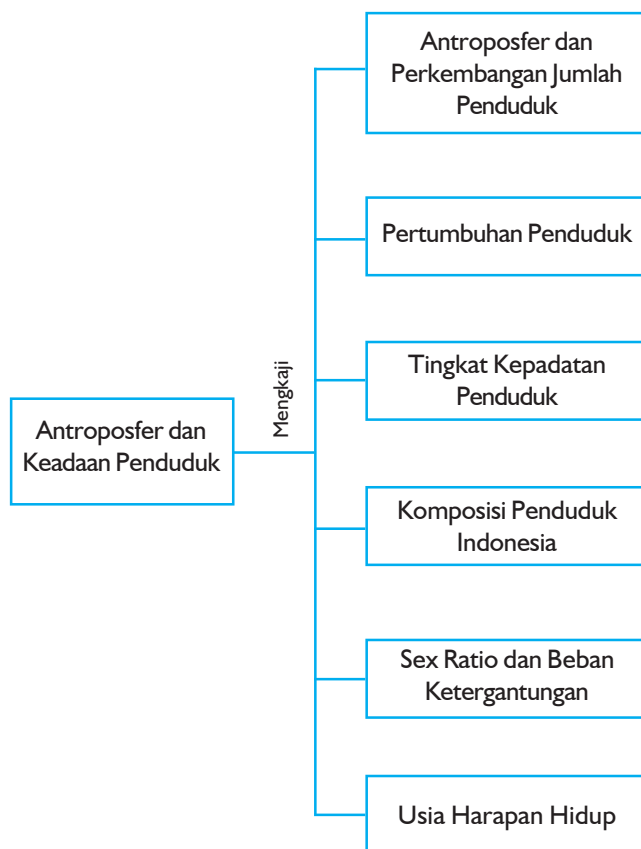 Antroposfer dan
Perkembangan Jumlah
Penduduk
Pertumbuhan Penduduk
Tingkat Kepadatan
Penduduk
Mengkaji
Antroposfer dan
Keadaan Penduduk
Komposisi Penduduk
Indonesia
Sex Ratio dan Beban
Ketergantungan
Usia Harapan Hidup